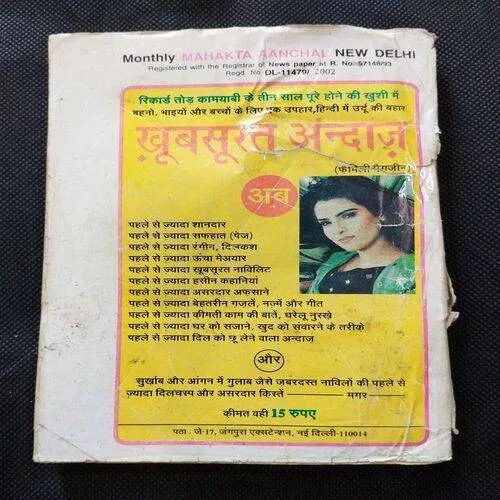 Monthly MAHAKTA AANCHAL NEW DELHI
Registered with the Registrar of News paper M R. No. 57148/93
Regd. No. DL-11479/ 2002
रिकार्ड तोड़ कामयाबी के तीन साल पूरे होने की ख़ुशी में
बहनों, भाइयों और बच्चों के लिए एक उपहार, हिन्दी में उर्दू की बहार
ख़ूबसूरत अन्दाज़
(फॅमिली मैगज़ीन)
अब
पहले से ज़्यादा शानदार
पहले से ज़्यादा सफहात (पेज)
पहले से ज़्यादा रंगीन, दिलकश
पहले से ज़्यादा ऊंचा मेअयार
पहले से ज़्यादा खूबसूरत नाविलिट
पहले से ज़्यादा हसीन कहानियां
पहले से ज़्यादा असरदार अफसाने
पहले से ज़्यादा बेहतरीन गजलें, नज़्में और गीत
पहले से ज़्यादा कीमती काम की बातें, घरेलु नुस्खे
पहले से ज़्यादा घर को सजाने, खुद को संवारने के तरीके
पहले से ज़्यादा दिल को छू लेने वाला अन्दाज
और
सुर्खाब और आंगन में गुलाब जैसे ज़बरदस्त नाविलों की पहले से
ज़्यादा दिलचस्प और असरदार किस्तें —— मगर ——
कीमत वही 15 रुपए
पता . जे-17, जंगपुरा एक्सटेन्शन, नई दिल्ली-110014